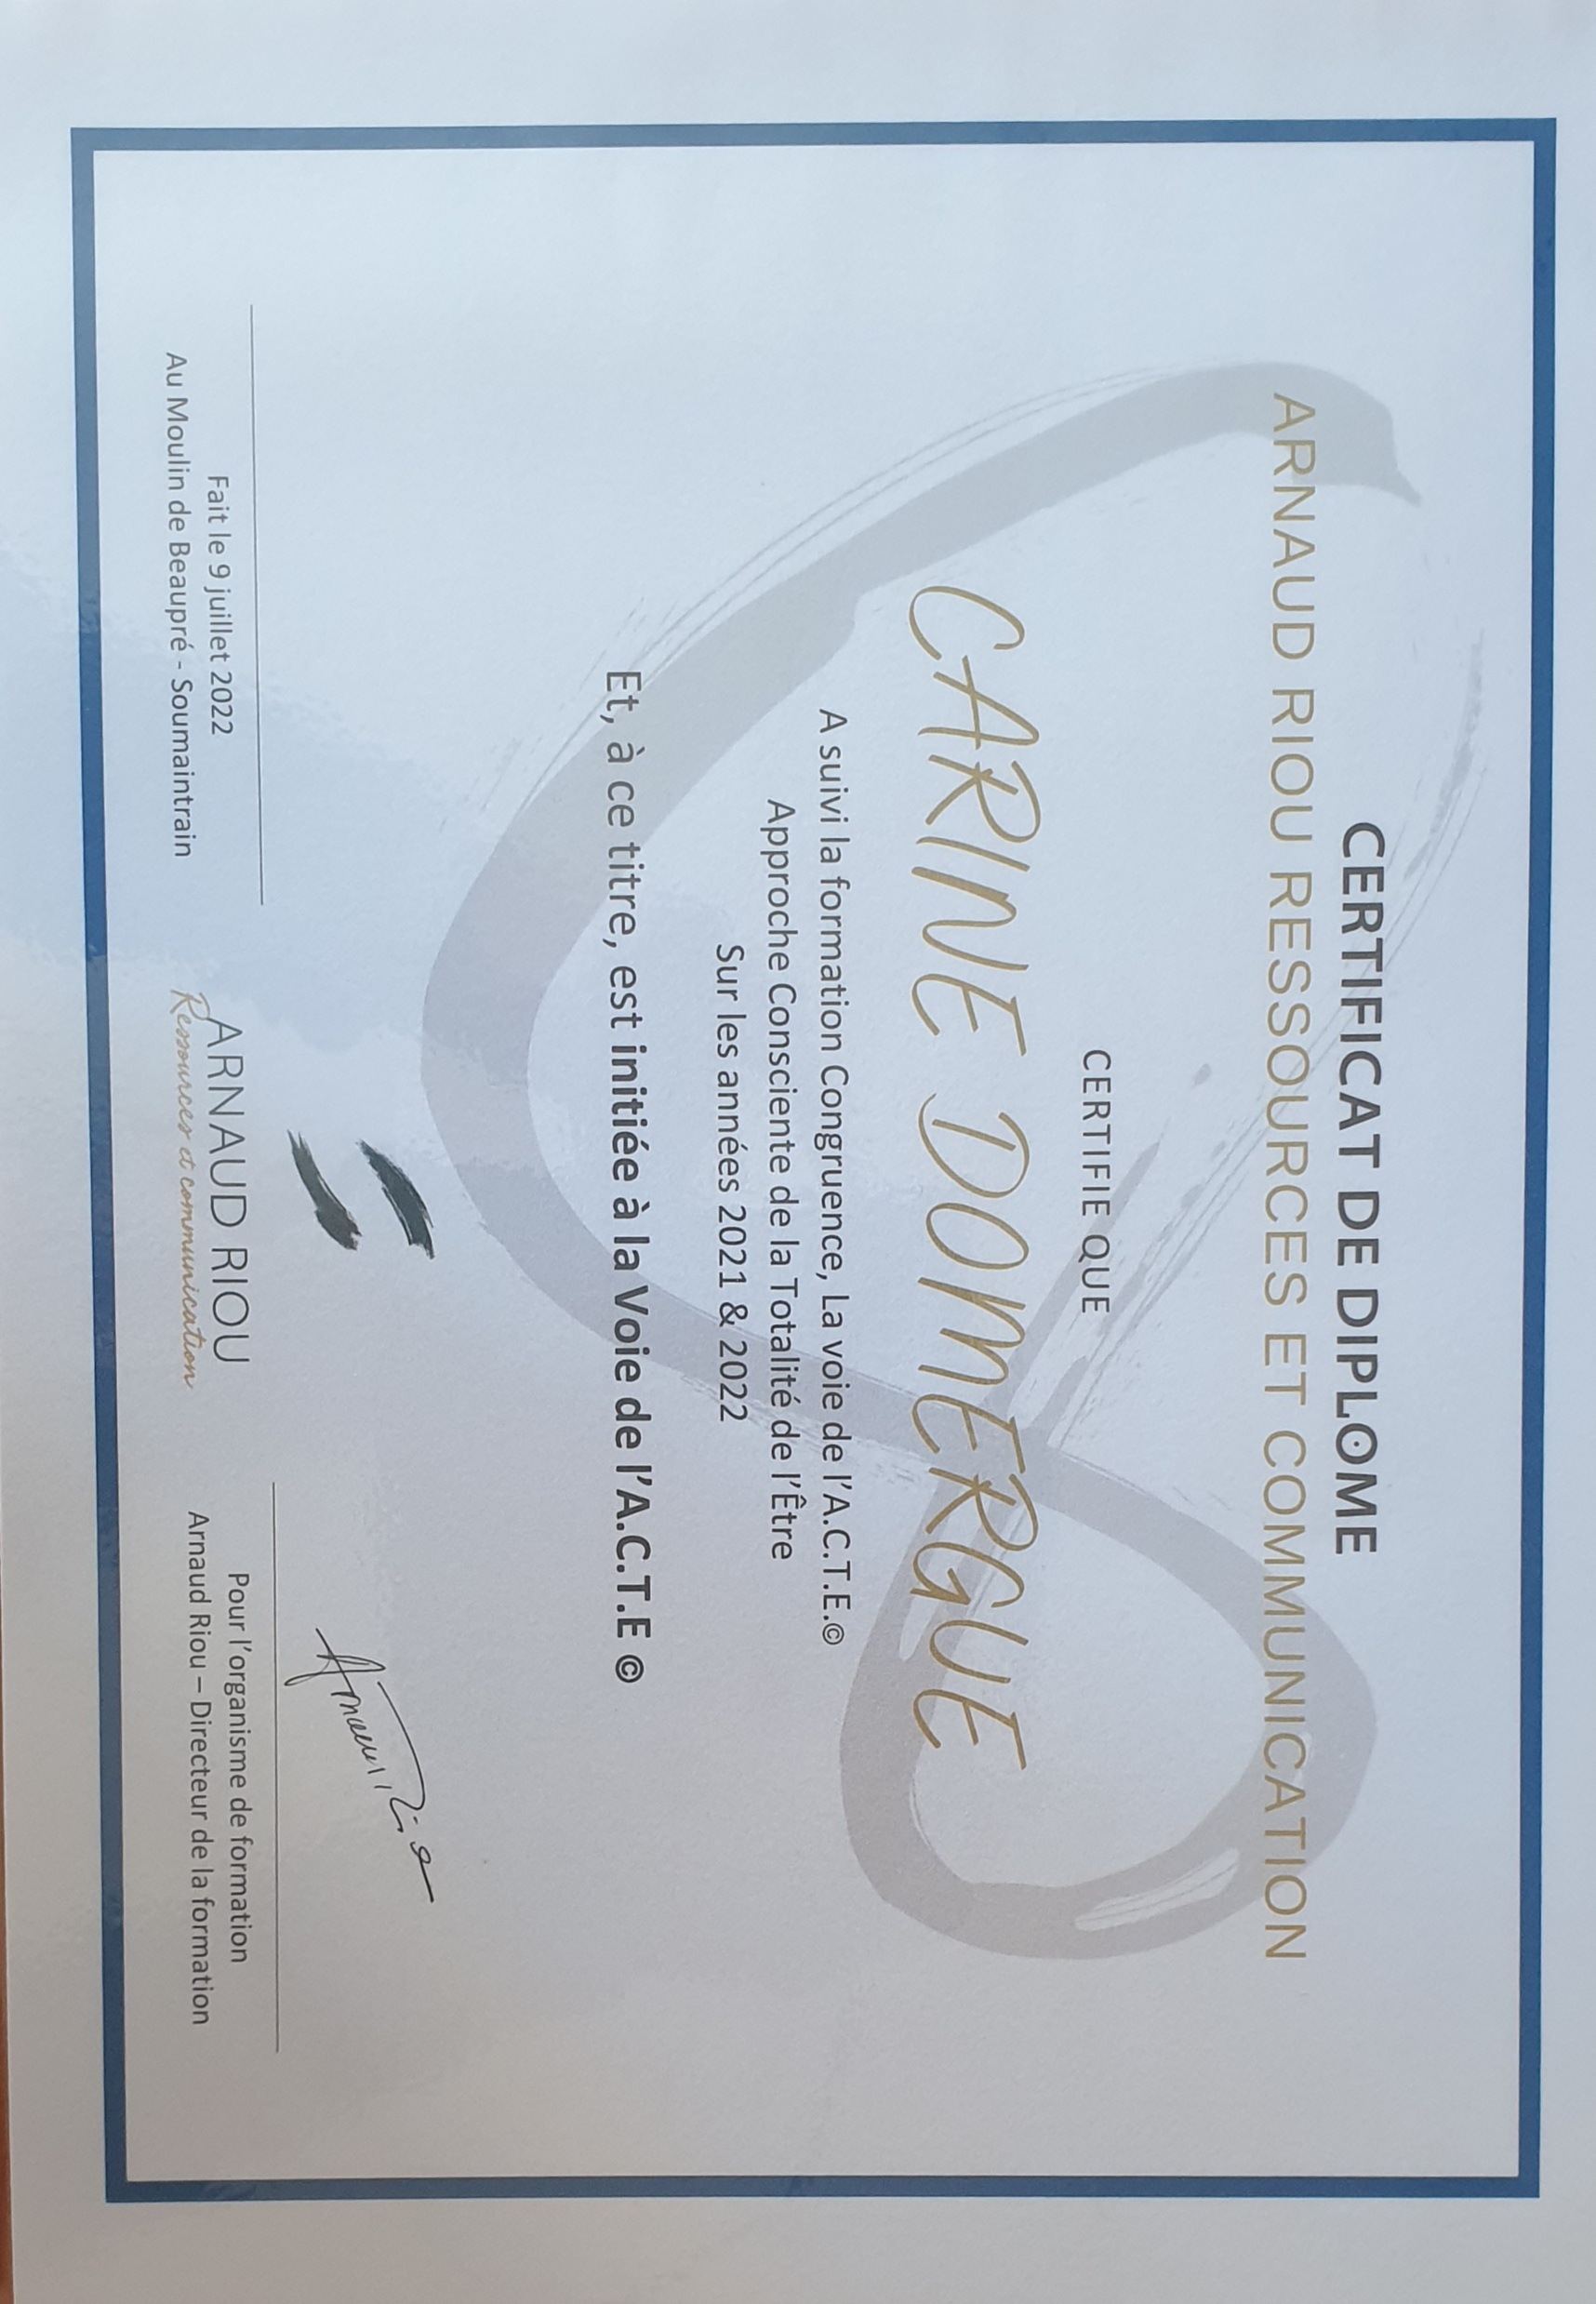 CERTIFICAT DE DIPLOME
ARNAUD RIOU RESSOURCES ET COMMUNICATION
CERTIFIE QUE
CARINE DOMERGUE
A suivi la formation Congruence, La voie de l'A.C.T.E.©
Approche Consciente de la Totalité de l'Être
Sur les années 2021 & 2022
Et, à ce titre, est initiée à la Voie de l'A.C.T.E ©
Fait le 9 juillet 2022
Au Moulin de Beaupré - Soumaintrain
ARNAUD RIOU
Ressources et communication
Pour l'organisme de formation
Arnaud Riou – Directeur de la formation